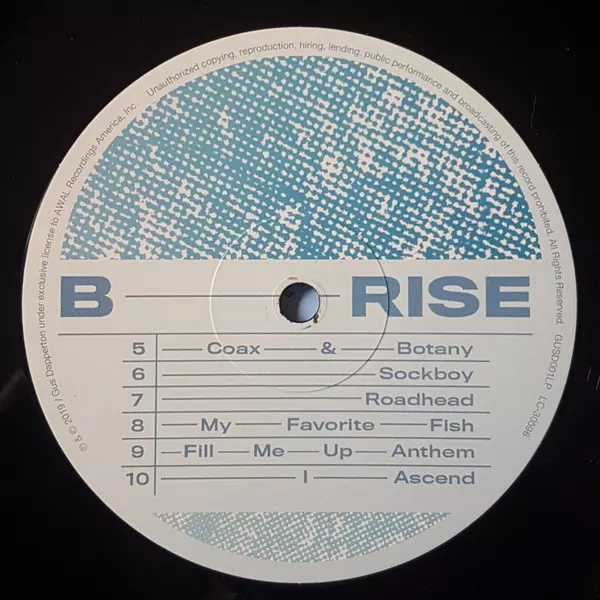 ℗ & © 2019 / Gus Dapperton under exclusive license to AWAL Recordings America, Inc. Unauthorized copying, reproduction, hiring, lending, public performance and broadcasting of this record prohibited. All Rights Reserved. GUSD001LP LC-30596
B RISE
5 Coax & Botany
6 Sockboy
7 Roadhead
8 My Favorite Fish
9 Fill Me Up Anthem
10 I Ascend